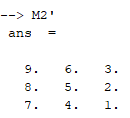 --> M2'
ans =
9. 6. 3.
8. 5. 2.
7. 4. 1.